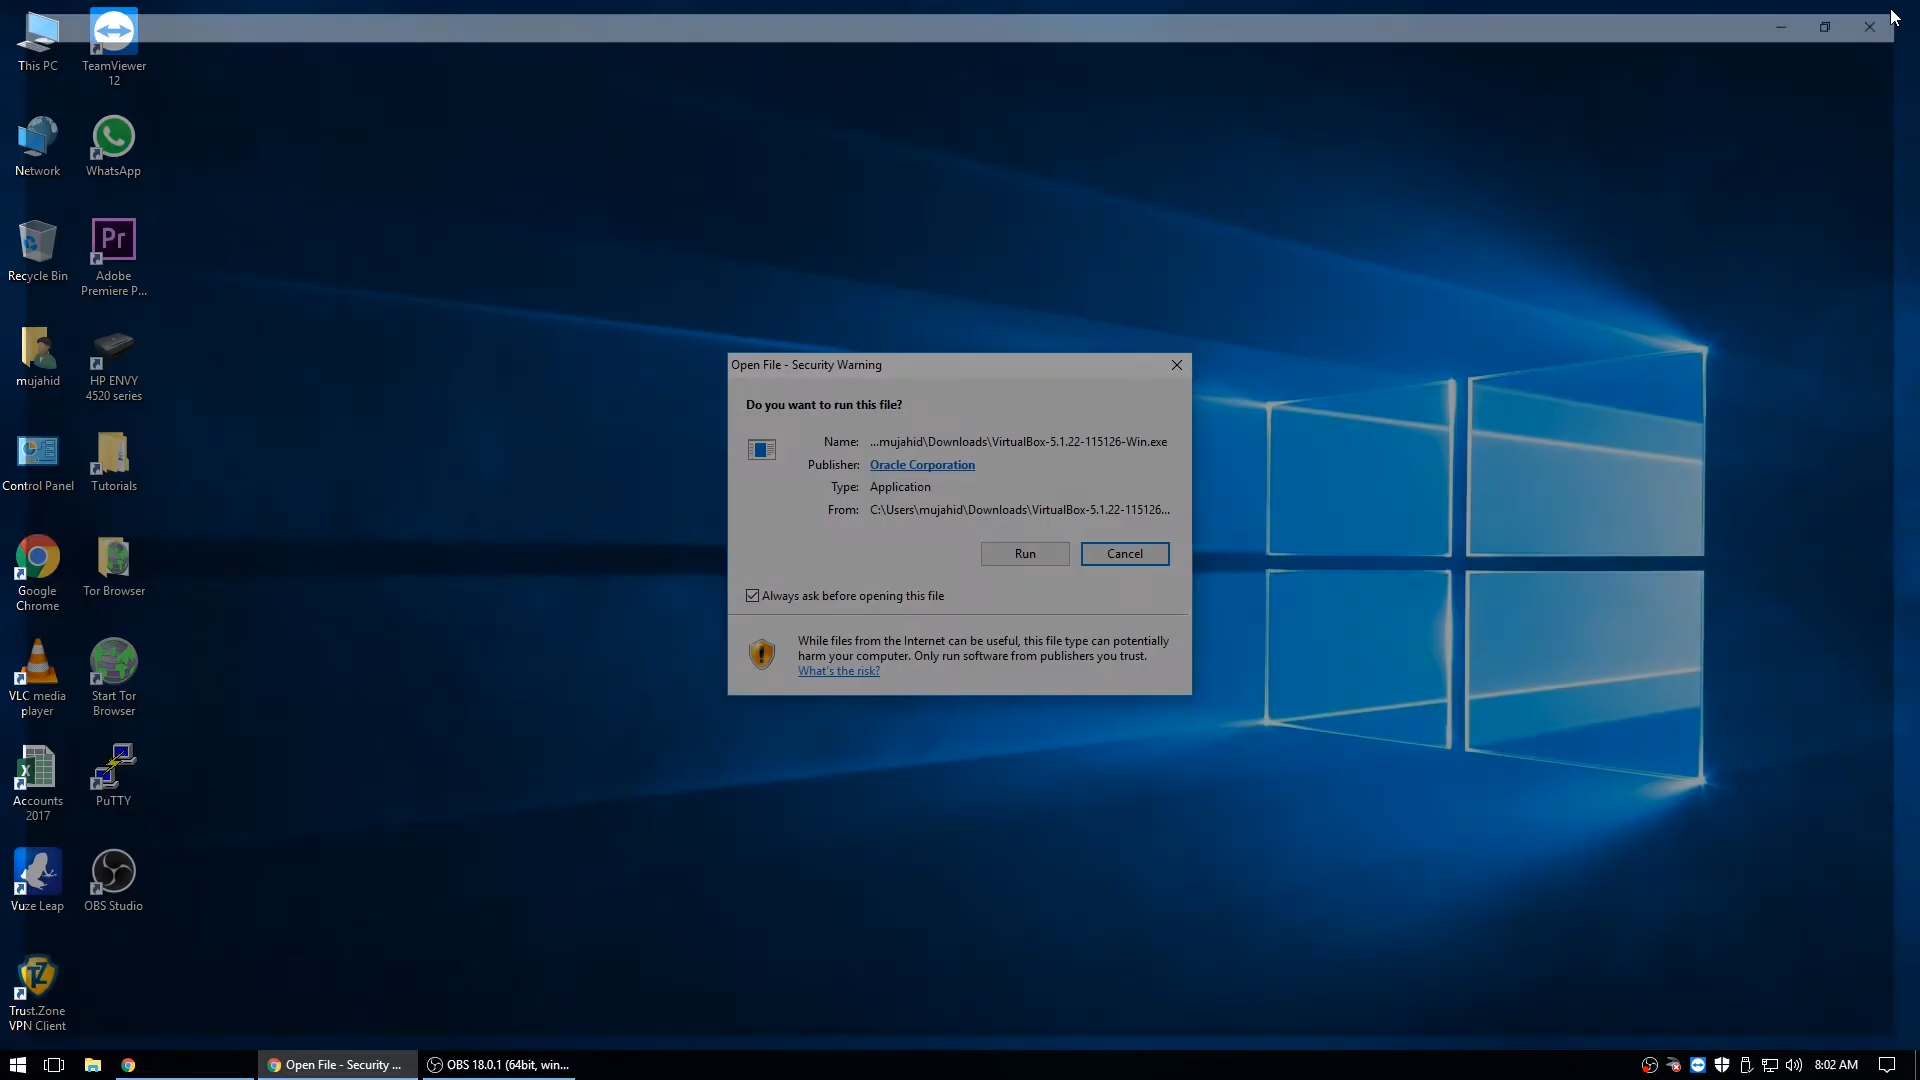 This PC
TeamViewer
12
Network
WhatsApp
Recycle Bin
Pr
Adobe
Premiere P...
mujahid
HP ENVY
4520 series
Control Panel
Tutorials
Google
Chrome
Tor Browser
VLC media
player
Start Tor
Browser
Accounts
2017
PuTTY
Vuze Leap
OBS Studio
Trust.Zone
VPN Client
Open File - Security Warning
Do you want to run this file?
Name: ...mujahid\Downloads\VirtualBox-5.1.22-115126-Win.exe
Publisher: Oracle Corporation
Type: Application
From: C:\Users\mujahid\Downloads\VirtualBox-5.1.22-115126...
Run
Cancel
Always ask before opening this file
While files from the Internet can be useful, this file type can potentially
harm your computer. Only run software from publishers you trust.
What's the risk?
Open File - Security ...
OBS 18.0.1 (64bit, win...
8:02 AM